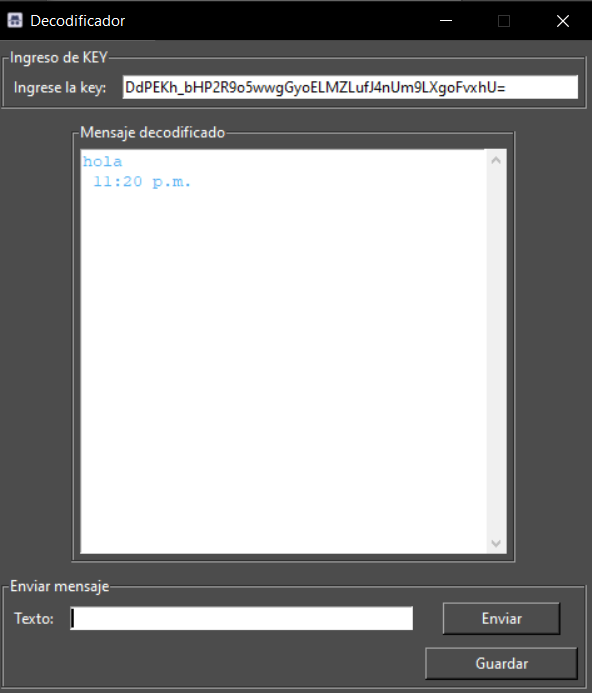 Decodificador
Ingreso de KEY
Ingrese la key: DdPEKh_bHP2R9o5wwgGyoELMZLufJ4nUm9LXgoFvxhU=
Mensaje decodificado
hola
11:20 p.m.
Enviar mensaje
Texto: Enviar
Guardar